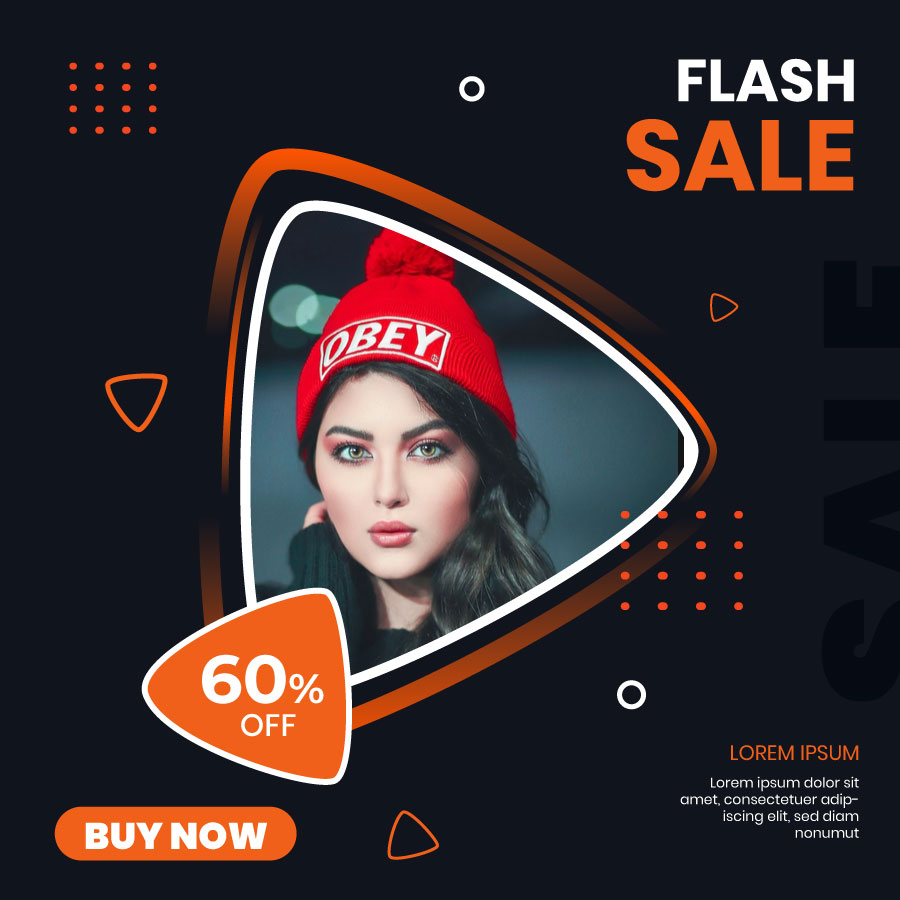 FLASH
SALE
OBEY
SALE
60%
OFF
LOREM IPSUM
Lorem ipsum dolor sit
amet, consectetuer adip-
iscing elit, sed diam
nonumut
BUY NOW